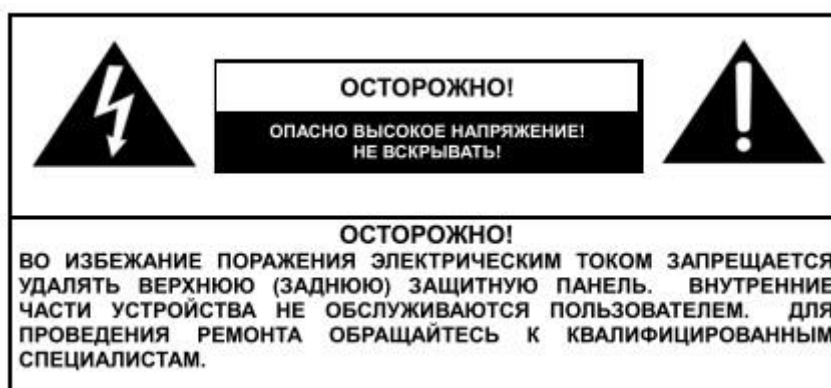 ОСТОРОЖНО!
ОПАСНО ВЫСОКОЕ НАПРЯЖЕНИЕ!
НЕ ВСКРЫВАТЬ!
ОСТОРОЖНО!
ВО ИЗБЕЖАНИЕ ПОРАЖЕНИЯ ЭЛЕКТРИЧЕСКИМ ТОКОМ ЗАПРЕЩАЕТСЯ
УДАЛЯТЬ ВЕРХНЮЮ (ЗАДНЮЮ) ЗАЩИТНУЮ ПАНЕЛЬ. ВНУТРЕННИЕ
ЧАСТИ УСТРОЙСТВА НЕ ОБСЛУЖИВАЮТСЯ ПОЛЬЗОВАТЕЛЕМ. ДЛЯ
ПРОВЕДЕНИЯ РЕМОНТА ОБРАЩАЙТЕСЬ К КВАЛИФИЦИРОВАННЫМ
СПЕЦИАЛИСТАМ.